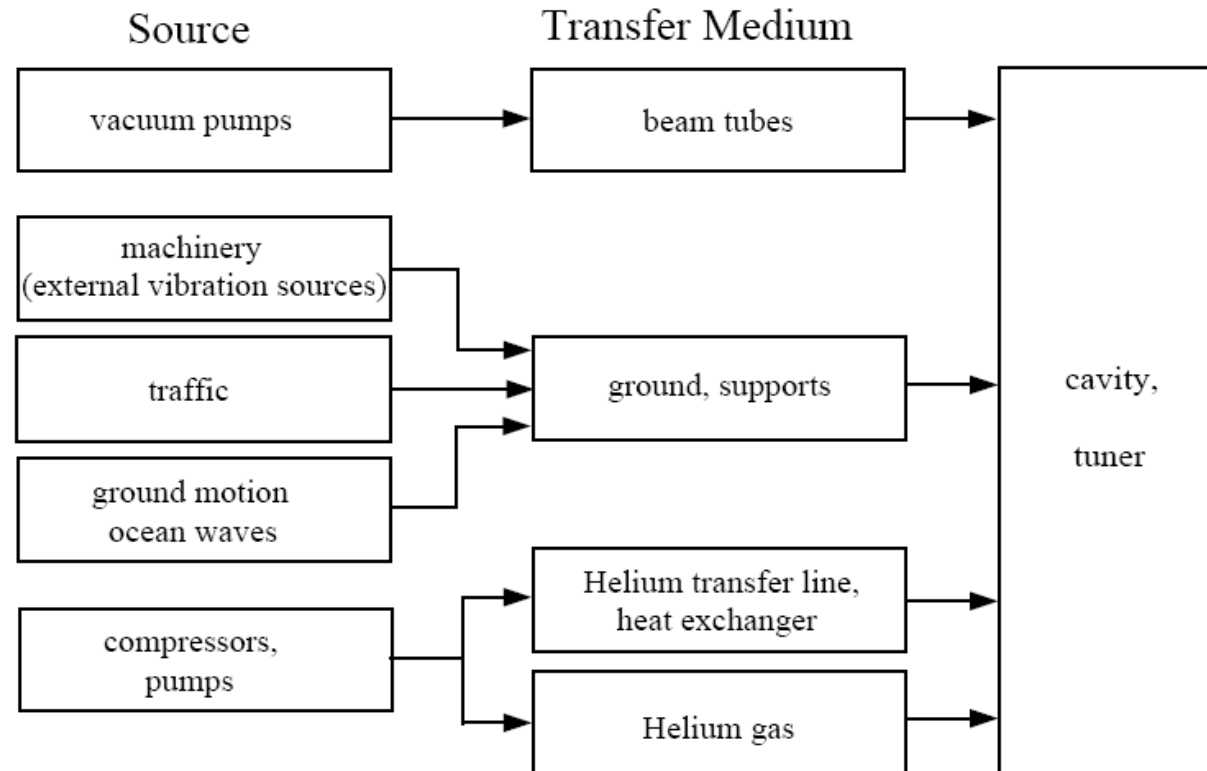 Source
Transfer Medium
vacuum pumps
beam tubes
machinery
(external vibration sources)
traffic
ground, supports
cavity,
tuner
ground motion
ocean waves
Helium transfer line,
heat exchanger
compressors,
pumps
Helium gas